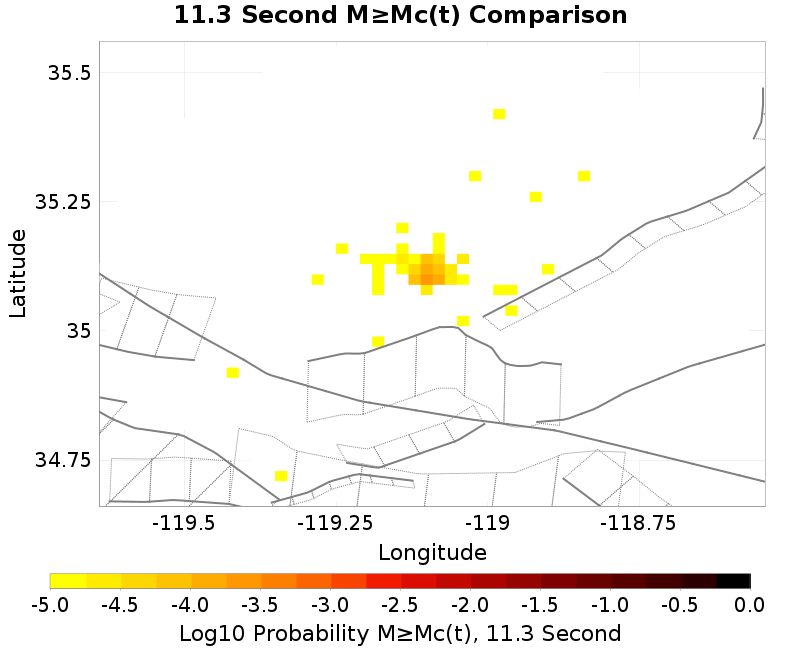 11.3 Second M≥Mc(t) Comparison
35.5
35.25
35
34.75
Latitude
-119.5 -119.25 -119 -118.75
Longitude
-5.0 -4.5 -4.0 -3.5 -3.0 -2.5 -2.0 -1.5 -1.0 -0.5 0.0
Log10 Probability M≥Mc(t), 11.3 Second